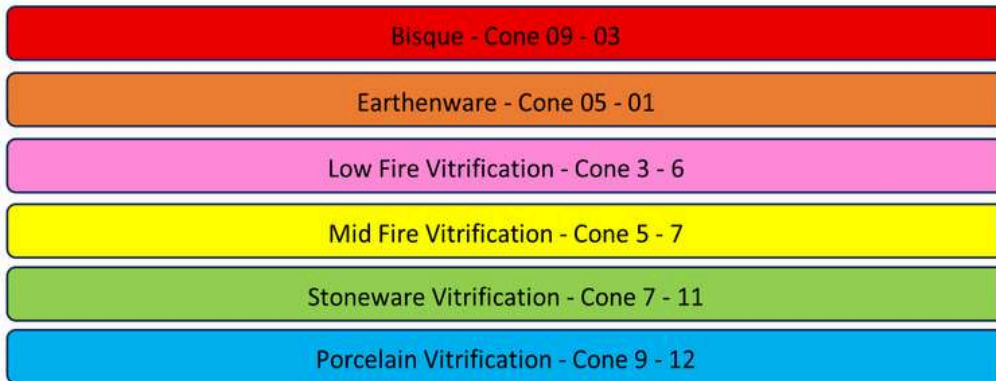 Bisque - Cone 09 - 03
Earthenware - Cone 05 - 01
Low Fire Vitrification - Cone 3 - 6
Mid Fire Vitrification - Cone 5 - 7
Stoneware Vitrification - Cone 7 - 11
Porcelain Vitrification - Cone 9 - 12